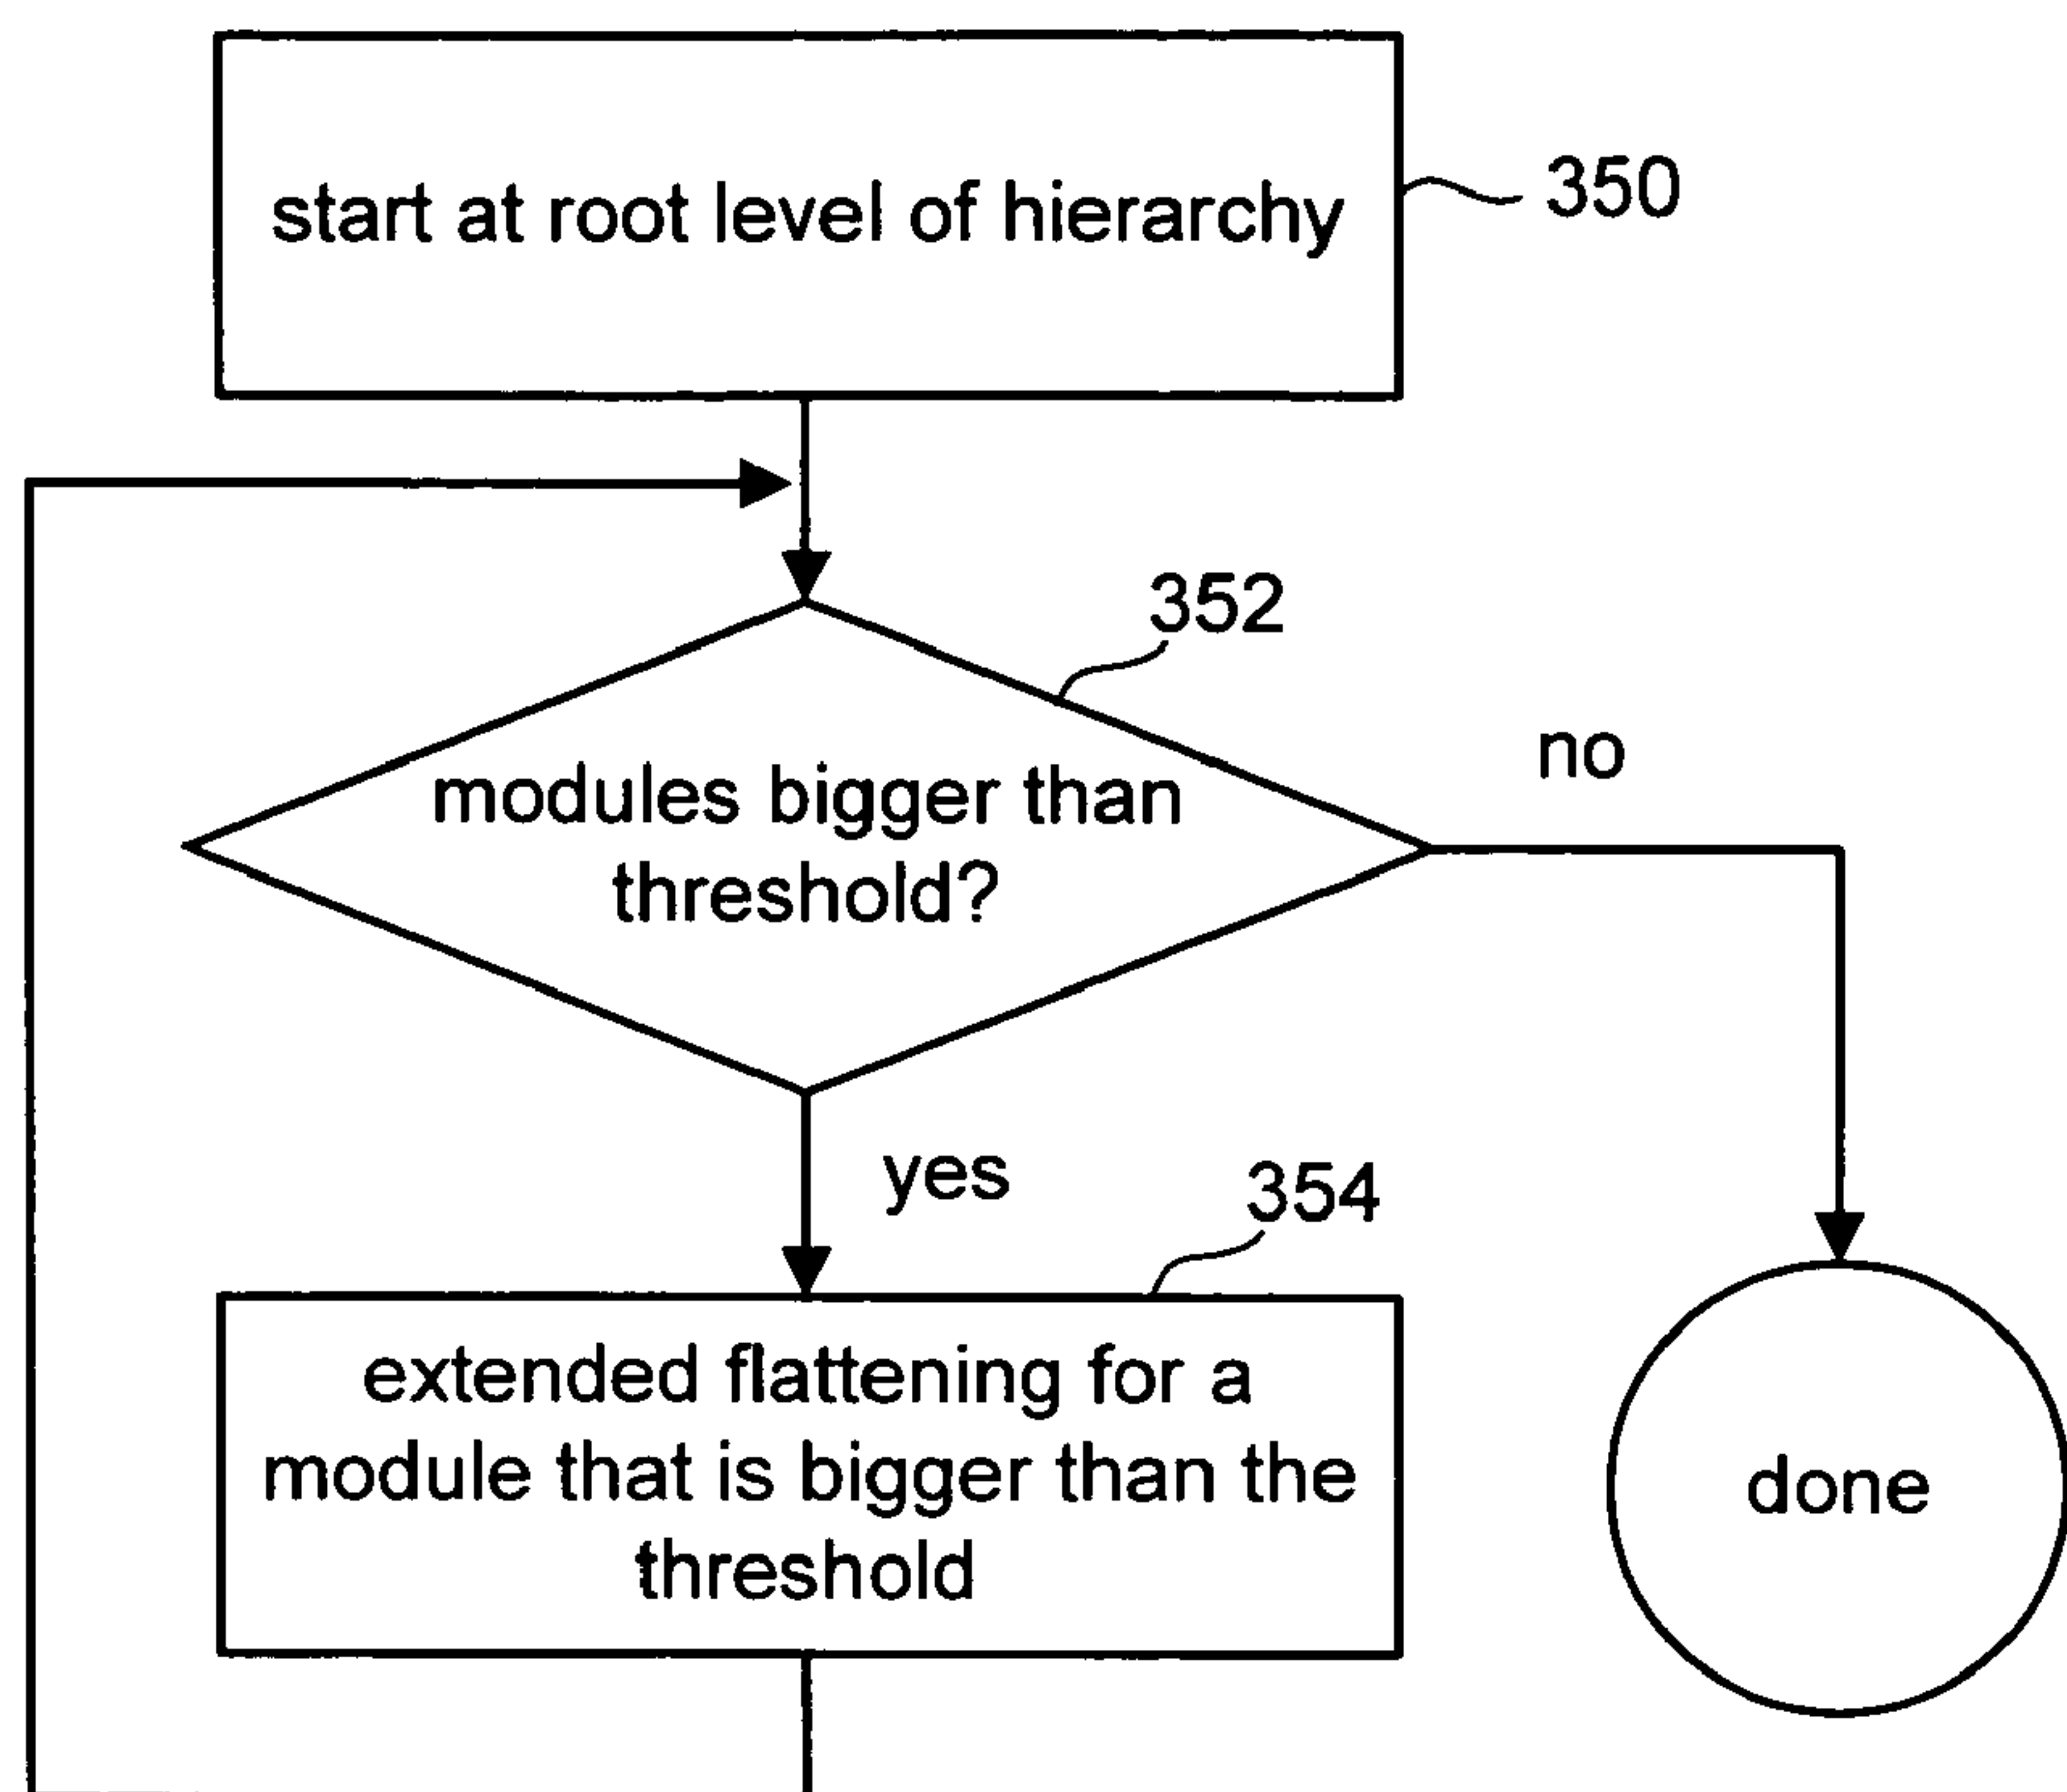 start at root level of hierarchy
350
352
modules bigger than
threshold?
no
yes
354
extended flattening for a
module that is bigger than the
threshold
done